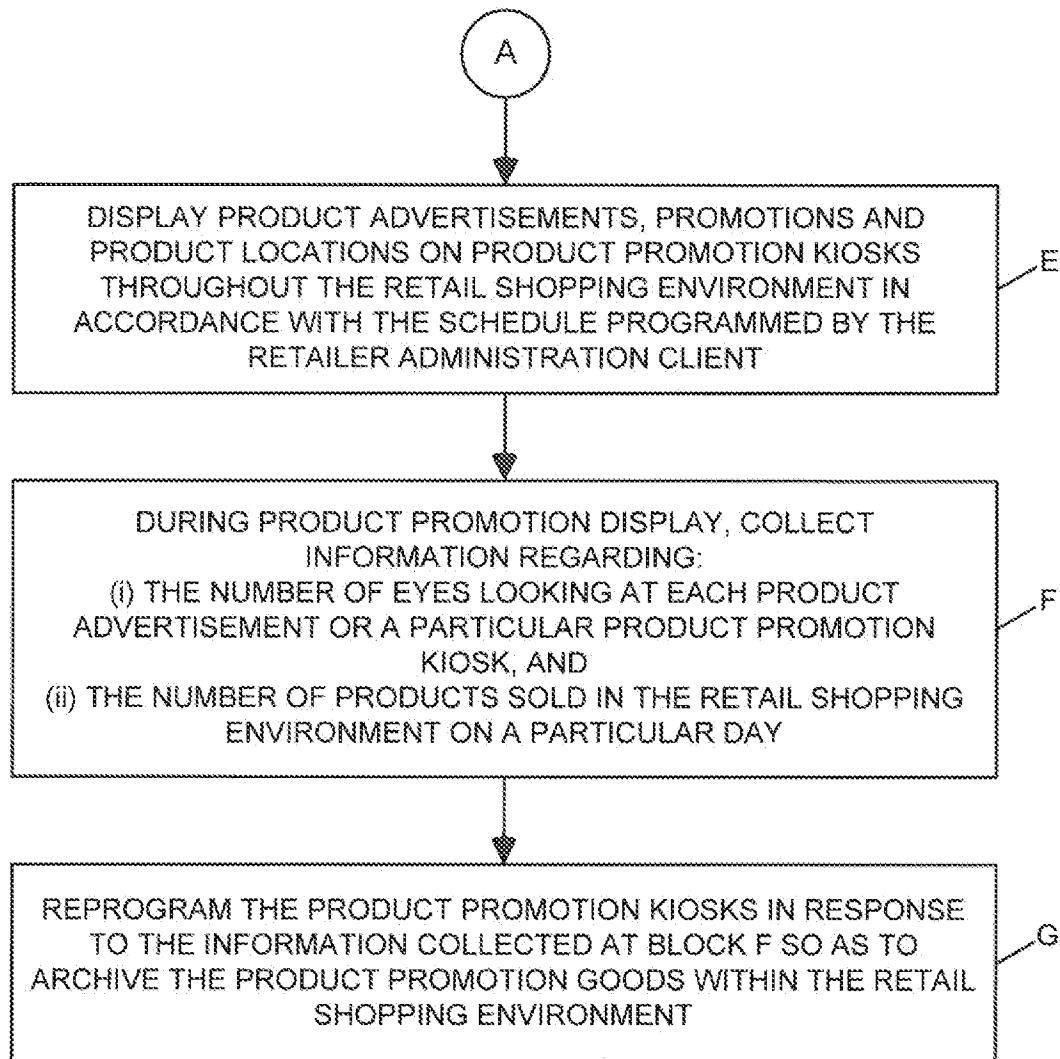 A
DISPLAY PRODUCT ADVERTISEMENTS, PROMOTIONS AND
PRODUCT LOCATIONS ON PRODUCT PROMOTION KIOSKS
THROUGHOUT THE RETAIL SHOPPING ENVIRONMENT IN
ACCORDANCE WITH THE SCHEDULE PROGRAMMED BY THE
RETAILER ADMINISTRATION CLIENT
E
DURING PRODUCT PROMOTION DISPLAY, COLLECT
INFORMATION REGARDING:
(i) THE NUMBER OF EYES LOOKING AT EACH PRODUCT
ADVERTISEMENT OR A PARTICULAR PRODUCT PROMOTION
KIOSK, AND
(ii) THE NUMBER OF PRODUCTS SOLD IN THE RETAIL SHOPPING
ENVIRONMENT ON A PARTICULAR DAY
F
REPROGRAM THE PRODUCT PROMOTION KIOSKS IN RESPONSE
TO THE INFORMATION COLLECTED AT BLOCK F SO AS TO
ARCHIVE THE PRODUCT PROMOTION GOODS WITHIN THE RETAIL
SHOPPING ENVIRONMENT
G